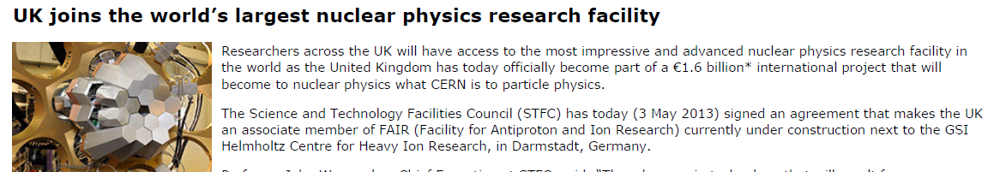 UK joins the world’s largest nuclear physics research facility
Researchers across the UK will have access to the most impressive and advanced nuclear physics research facility in
the world as the United Kingdom has today officially become part of a €1.6 billion* international project that will
become to nuclear physics what CERN is to particle physics.
The Science and Technology Facilities Council (STFC) has today (3 May 2013) signed an agreement that makes the UK
an associate member of FAIR (Facility for Antiproton and Ion Research) currently under construction next to the GSI
Helmholtz Centre for Heavy Ion Research, in Darmstadt, Germany.